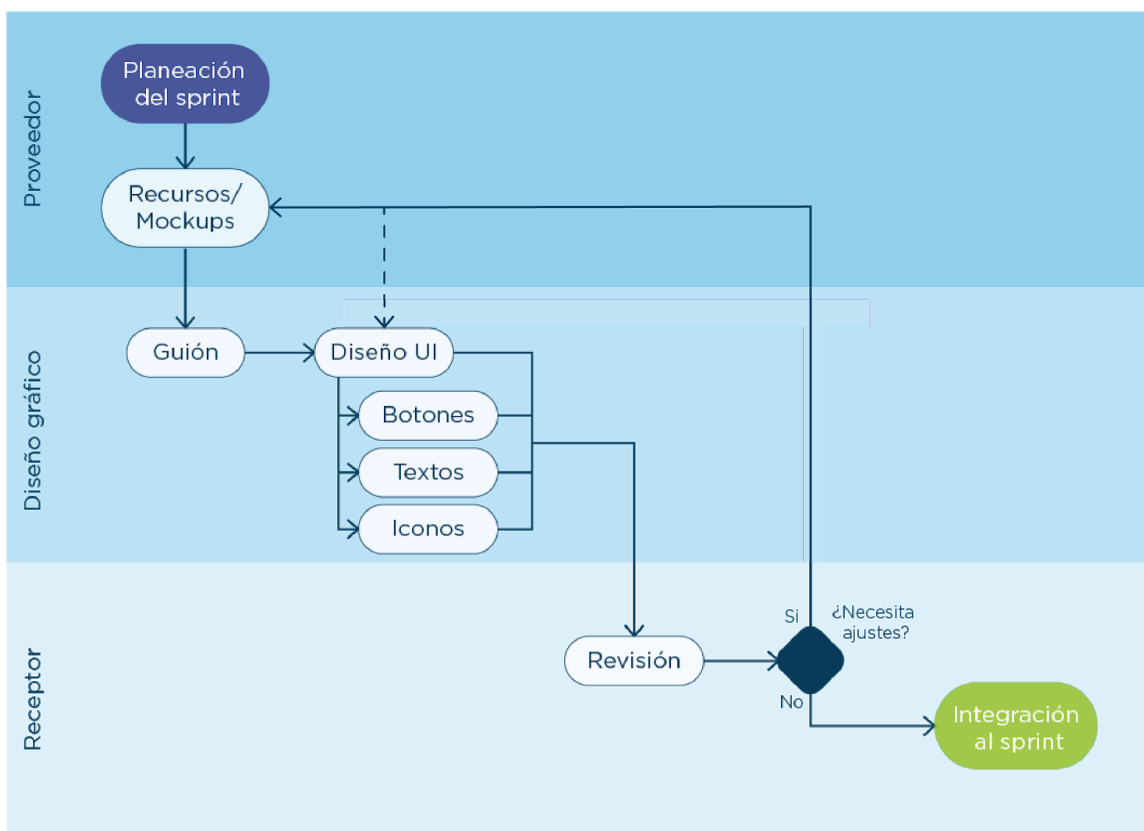 Proveedor
Planeación
del sprint
Recursos/
Mockups
Diseño gráfico
Guión
Diseño UI
Botones
Textos
Iconos
Receptor
Revisión
Si
¿Necesita
ajustes?
No
Integración
al sprint